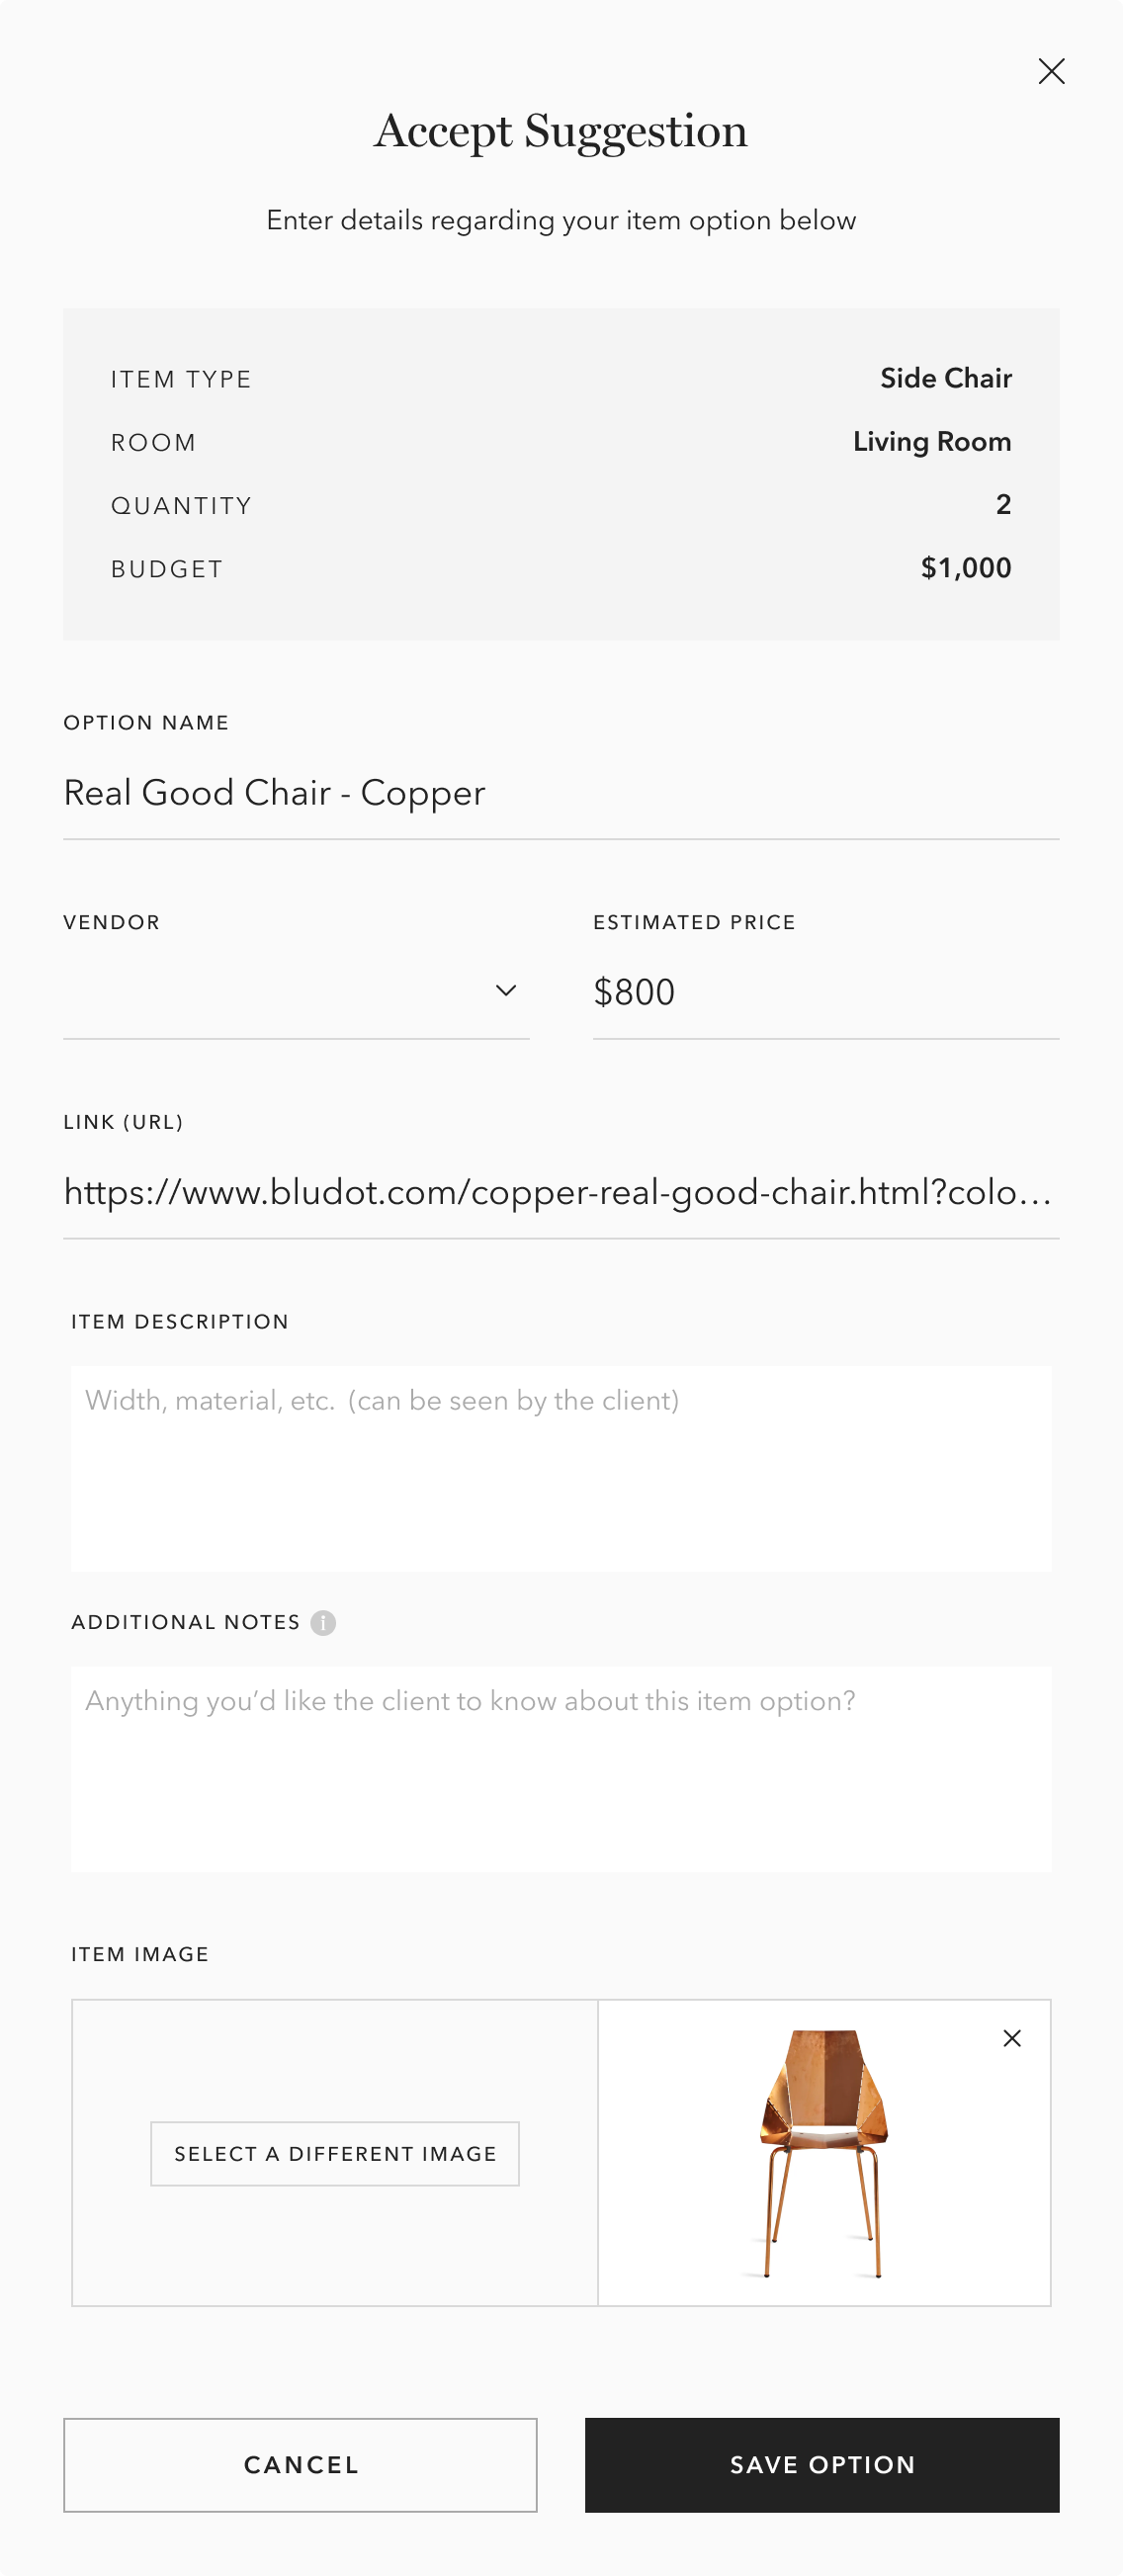 Accept Suggestion
Enter details regarding your item option below
ITEM TYPE Side Chair
ROOM Living Room
QUANTITY 2
BUDGET $1,000
OPTION NAME
Real Good Chair - Copper
VENDOR ESTIMATED PRICE
$800
LINK (URL)
https://www.bludot.com/copper-real-good-chair.html?colo...
ITEM DESCRIPTION
Width, material, etc. (can be seen by the client)
ADDITIONAL NOTES i
Anything you’d like the client to know about this item option?
ITEM IMAGE
SELECT A DIFFERENT IMAGE
CANCEL SAVE OPTION